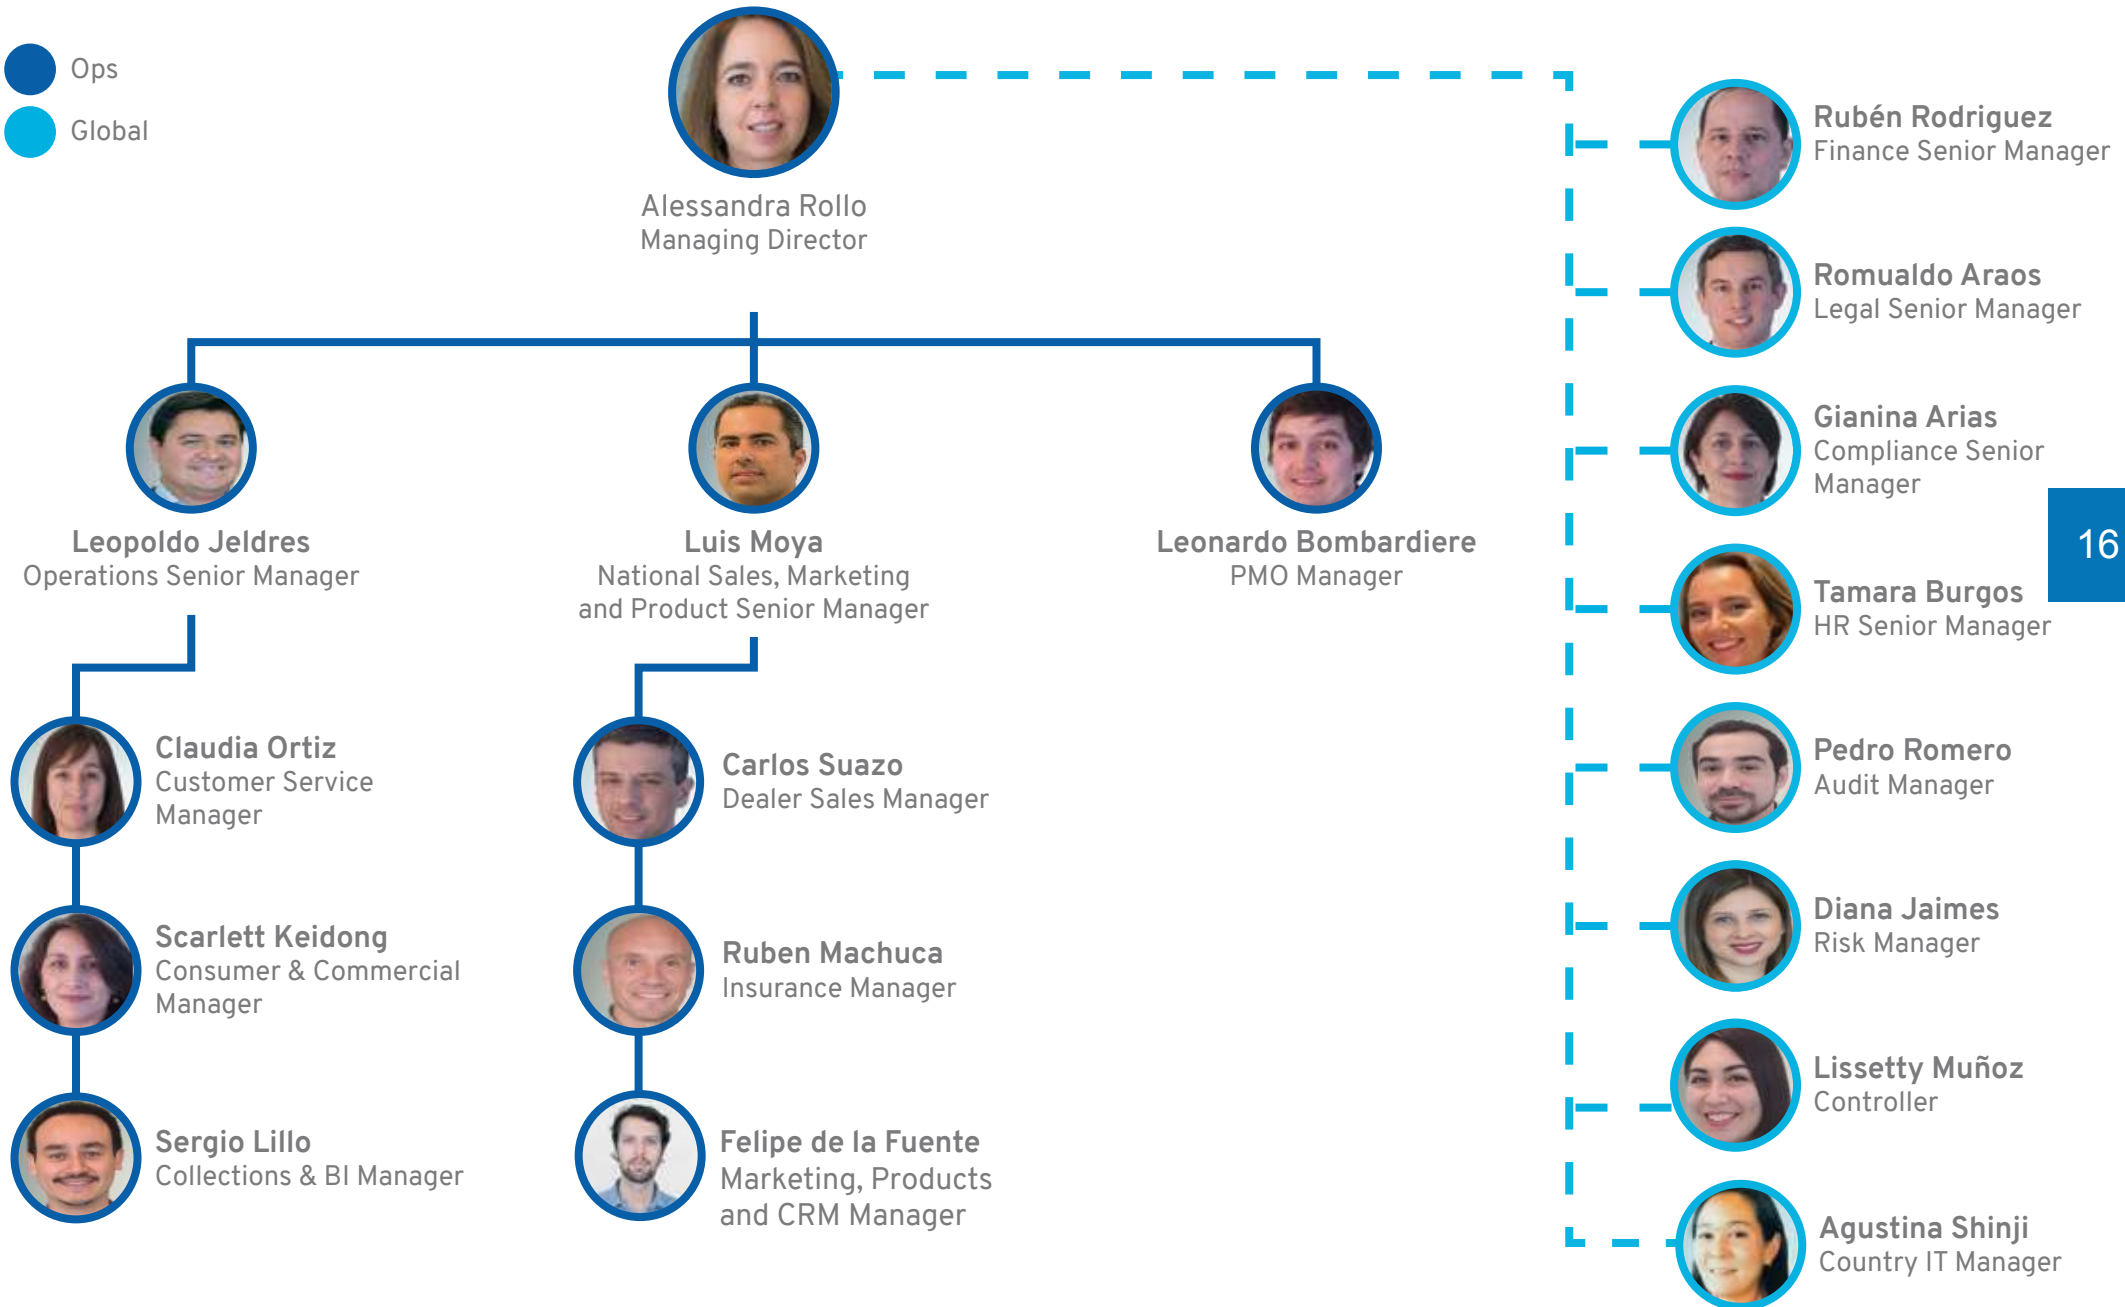 Ops
Global
Alessandra Rollo
Managing Director
Leopoldo Jeldres
Operations Senior Manager
Luis Moya
National Sales, Marketing
and Product Senior Manager
Leonardo Bombardiere
PMO Manager
Claudia Ortiz
Customer Service
Manager
Scarlett Keidong
Consumer & Commercial
Manager
Sergio Lillo
Collections & BI Manager
Carlos Suazo
Dealer Sales Manager
Ruben Machuca
Insurance Manager
Felipe de la Fuente
Marketing, Products
and CRM Manager
Rubén Rodriguez
Finance Senior Manager
Romualdo Araos
Legal Senior Manager
Gianina Arias
Compliance Senior
Manager
Tamara Burgos
HR Senior Manager
Pedro Romero
Audit Manager
Diana Jaimes
Risk Manager
Lissetty Muñoz
Controller
Agustina Shinji
Country IT Manager
16